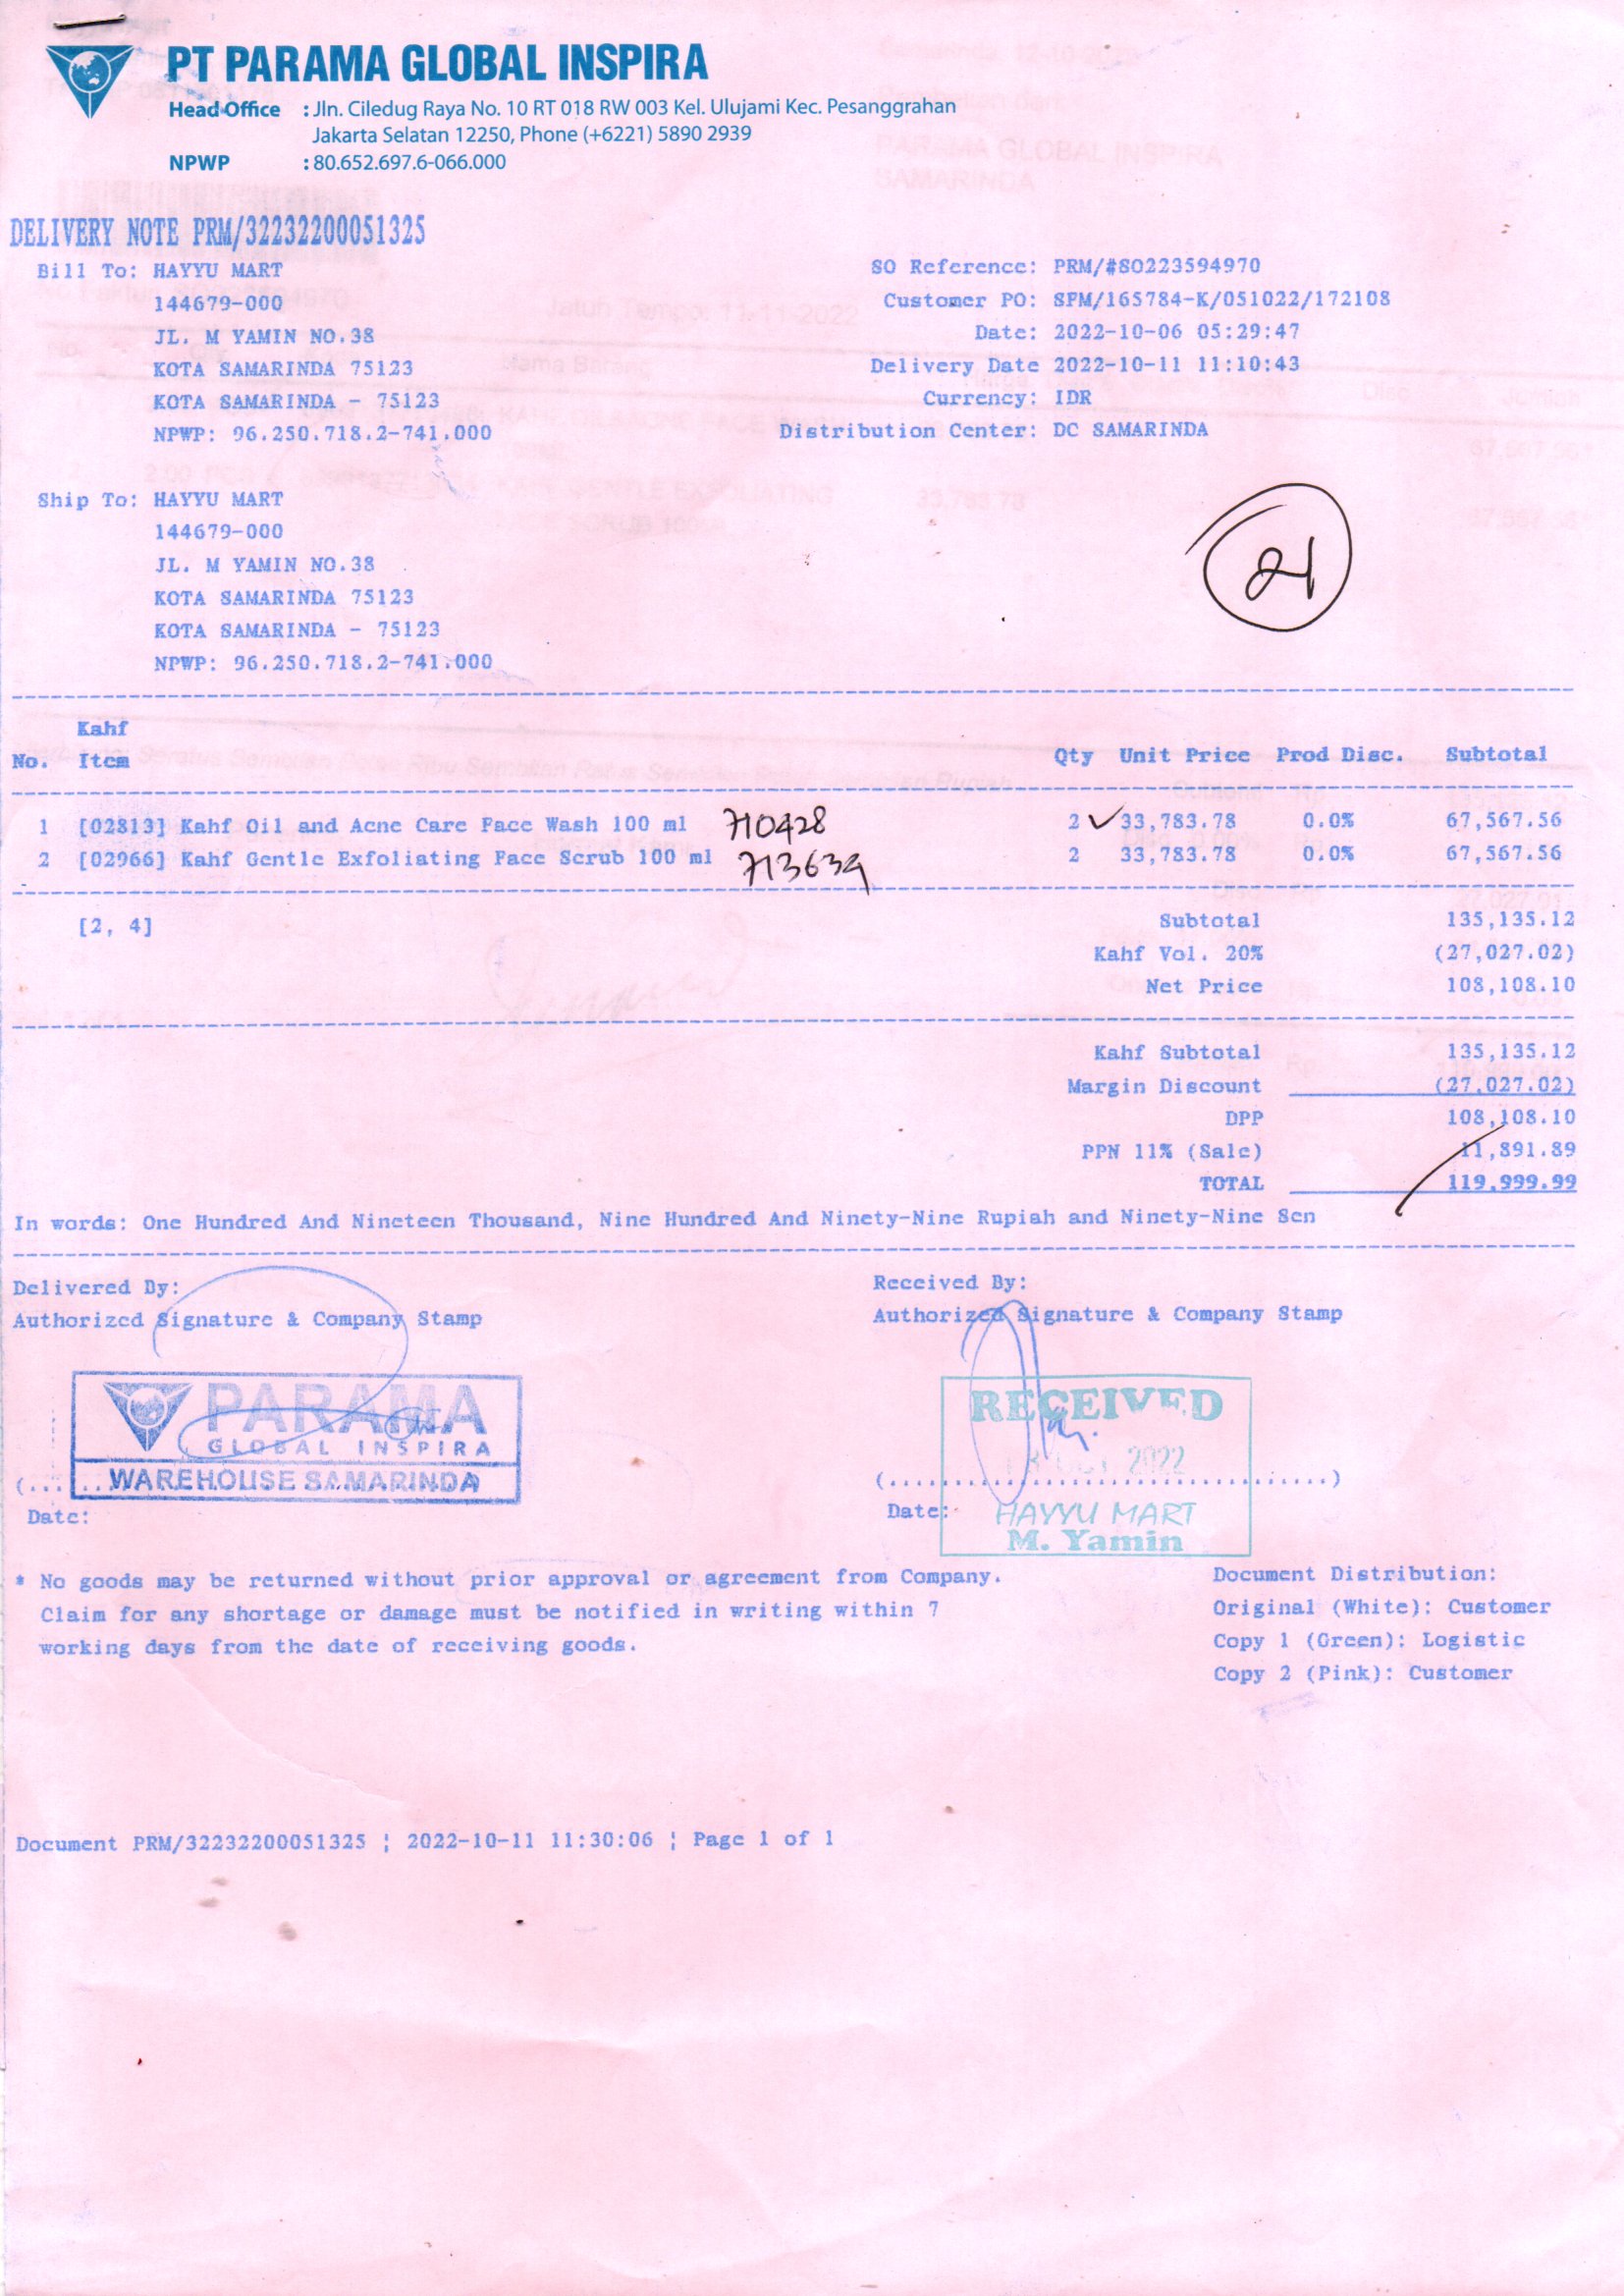 PT PARAMA GLOBAL INSPIRA
Head Office : Jln. Ciledug Raya No. 10 RT 018 RW 003 Kel. Ulujami Kec. Pesanggrahan
Jakarta Selatan 12250, Phone (+6221) 5890 2939
NPWP : 80.652.697.6-066.000
DELIVERY NOTE PRM/32232200051325
Bill To: HAYYU MART
144679-000
JL. M YAMIN NO.38
KOTA SAMARINDA 75123
KOTA SAMARINDA - 75123
NPWP: 96.250.718.2-741.000
SO Reference: PRM/#SO223594970
Customer PO: SFM/165784-K/051022/172108
Date: 2022-10-06 05:29:47
Delivery Date 2022-10-11 11:10:43
Currency: IDR
Distribution Center: DC SAMARINDA
Ship To: HAYYU MART
144679-000
JL. M YAMIN NO.38
KOTA SAMARINDA 75123
KOTA SAMARINDA - 75123
NPWP: 96.250.718.2-741.000
21
Kahf
No. Item Qty Unit Price Prod Disc. Subtotal
1 [02813] Kahf Oil and Acne Care Face Wash 100 ml 710428 2 33,783.78 0.0% 67,567.56
2 [02966] Kahf Gentle Exfoliating Face Scrub 100 ml 713639 2 33,783.78 0.0% 67,567.56
[2, 4]
Subtotal 135,135.12
Kahf Vol. 20% (27,027.02)
Net Price 108,108.10
Kahf Subtotal 135,135.12
Margin Discount (27,027.02)
DPP 108,108.10
PPN 11% (Sale) 11,891.89
TOTAL 119,999.99
In words: One Hundred And Nineteen Thousand, Nine Hundred And Ninety-Nine Rupiah and Ninety-Nine Sen
Delivered By:
Authorized Signature & Company Stamp
PARAMA
GLOBAL INSPIRA
WAREHOUSE SAMARINDA
Date:
Received By:
Authorized Signature & Company Stamp
RECEIVED
OCT 2022
(..................................)
Date:
HAYYU MART
M. Yamin
* No goods may be returned without prior approval or agreement from Company.
Claim for any shortage or damage must be notified in writing within 7
working days from the date of receiving goods.
Document Distribution:
Original (White): Customer
Copy 1 (Green): Logistic
Copy 2 (Pink): Customer
Document PRM/32232200051325 ¦ 2022-10-11 11:30:06 ¦ Page 1 of 1